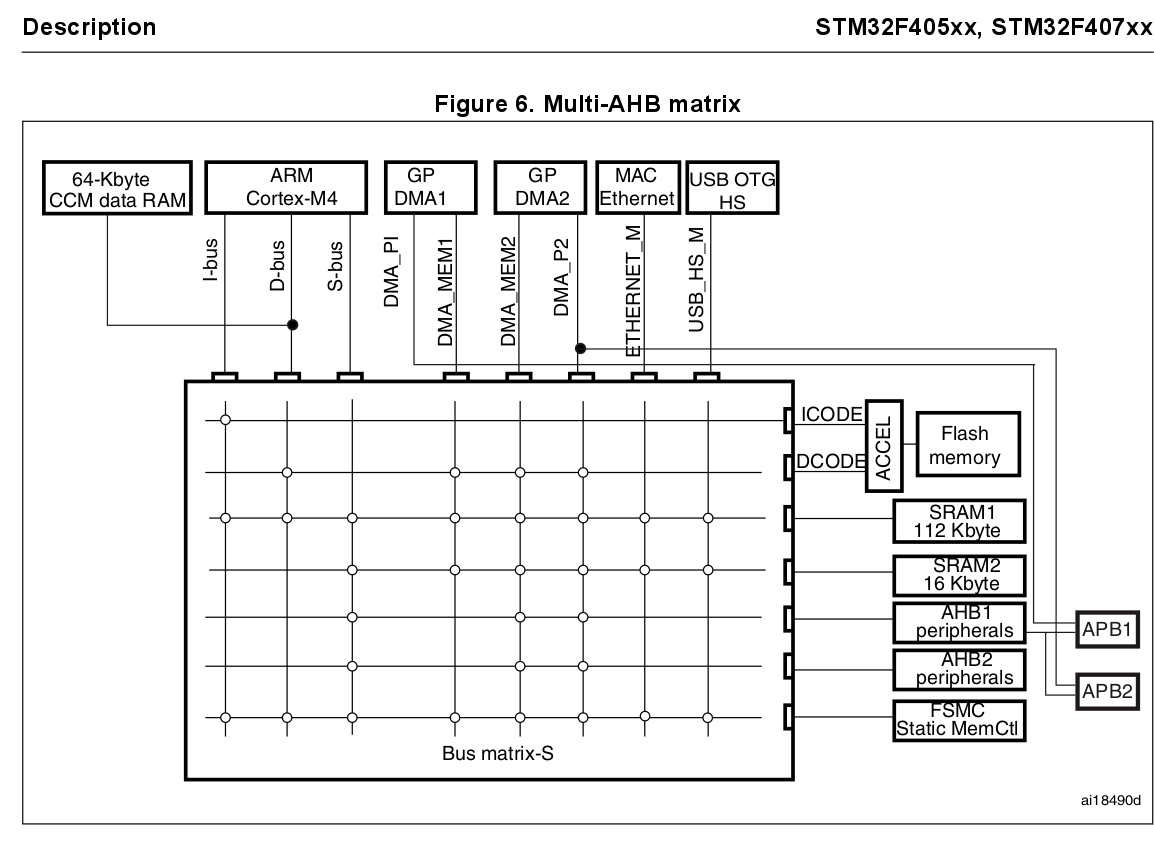 Description
STM32F405xx, STM32F407xx
Figure 6. Multi-AHB matrix
64-Kbyte
CCM data RAM
ARM
Cortex-M4
GP
DMA1
GP
DMA2
MAC
Ethernet
USB OTG
HS
I-bus
D-bus
S-bus
DMA_PI
DMA_MEM1
DMA_MEM2
DMA_P2
ETHERNET_M
USB_HS_M
ICODE
DCODE
ACCEL
Flash
memory
SRAM1
112 Kbyte
SRAM2
16 Kbyte
AHB1
peripherals
AHB2
peripherals
FSMC
Static MemCtl
APB1
APB2
Bus matrix-S
ai18490d